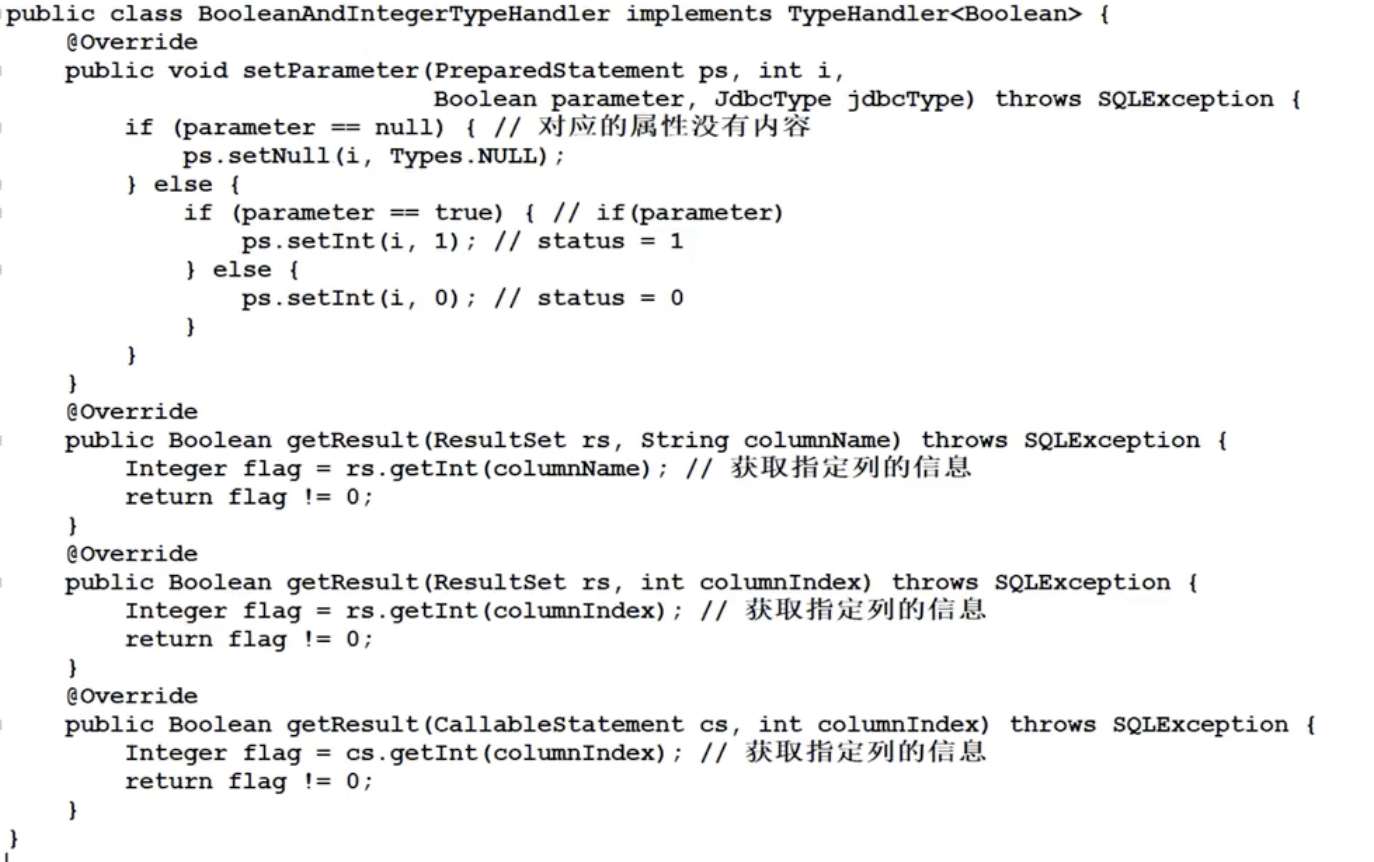 public class BooleanAndIntegerTypeHandler implements TypeHandler<Boolean> {
    @Override
    public void setParameter(PreparedStatement ps, int i,
                             Boolean parameter, JdbcType jdbcType) throws SQLException {
        if (parameter == null) { // 对应的属性没有内容
            ps.setNull(i, Types.NULL);
        } else {
            if (parameter == true) { // if(parameter)
                ps.setInt(i, 1); // status = 1
            } else {
                ps.setInt(i, 0); // status = 0
            }
        }
    }
    @Override
    public Boolean getResult(ResultSet rs, String columnName) throws SQLException {
        Integer flag = rs.getInt(columnName); // 获取指定列的信息
        return flag != 0;
    }
    @Override
    public Boolean getResult(ResultSet rs, int columnIndex) throws SQLException {
        Integer flag = rs.getInt(columnIndex); // 获取指定列的信息
        return flag != 0;
    }
    @Override
    public Boolean getResult(CallableStatement cs, int columnIndex) throws SQLException {
        Integer flag = cs.getInt(columnIndex); // 获取指定列的信息
        return flag != 0;
    }
}